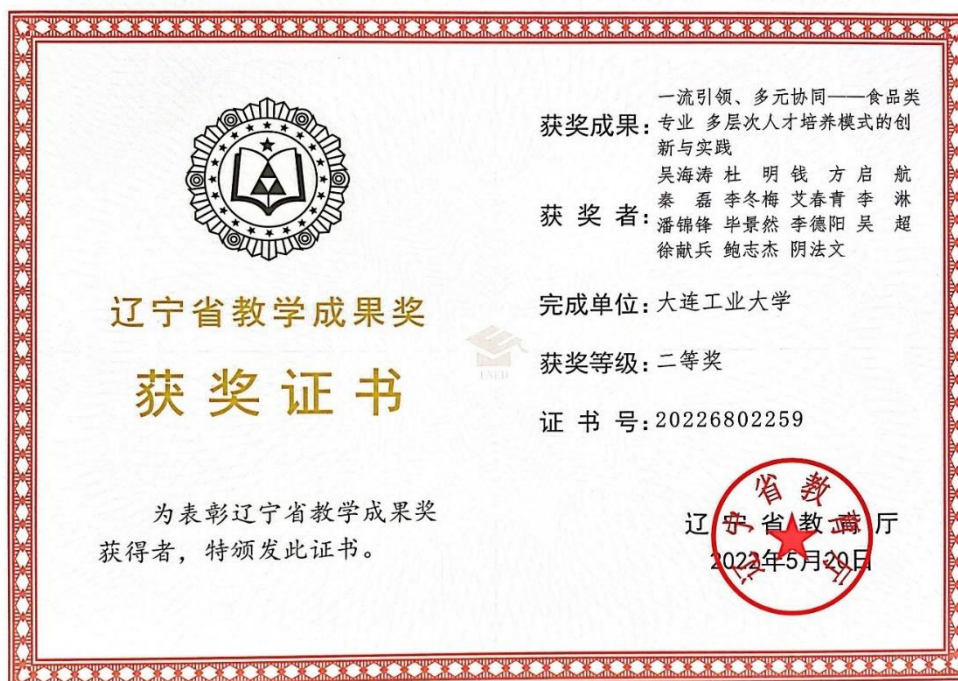 辽宁省教学成果奖
获奖证书
为表彰辽宁省教学成果奖
获得者，特颁发此证书。
获奖成果：一流引领、多元协同——食品类
专业 多层次人才培养模式的创
新与实践
获 奖 者：吴海涛 杜 明 钱 方 启 航
秦 磊 李冬梅 艾春青 李 淋
潘锦锋 毕景然 李德阳 吴 超
徐献兵 鲍志杰 阴法文
完成单位：大连工业大学
获奖等级：二等奖
证 书 号：20226802259
辽宁省教育厅
2022年5月20日
辽宁省教育厅
LNED